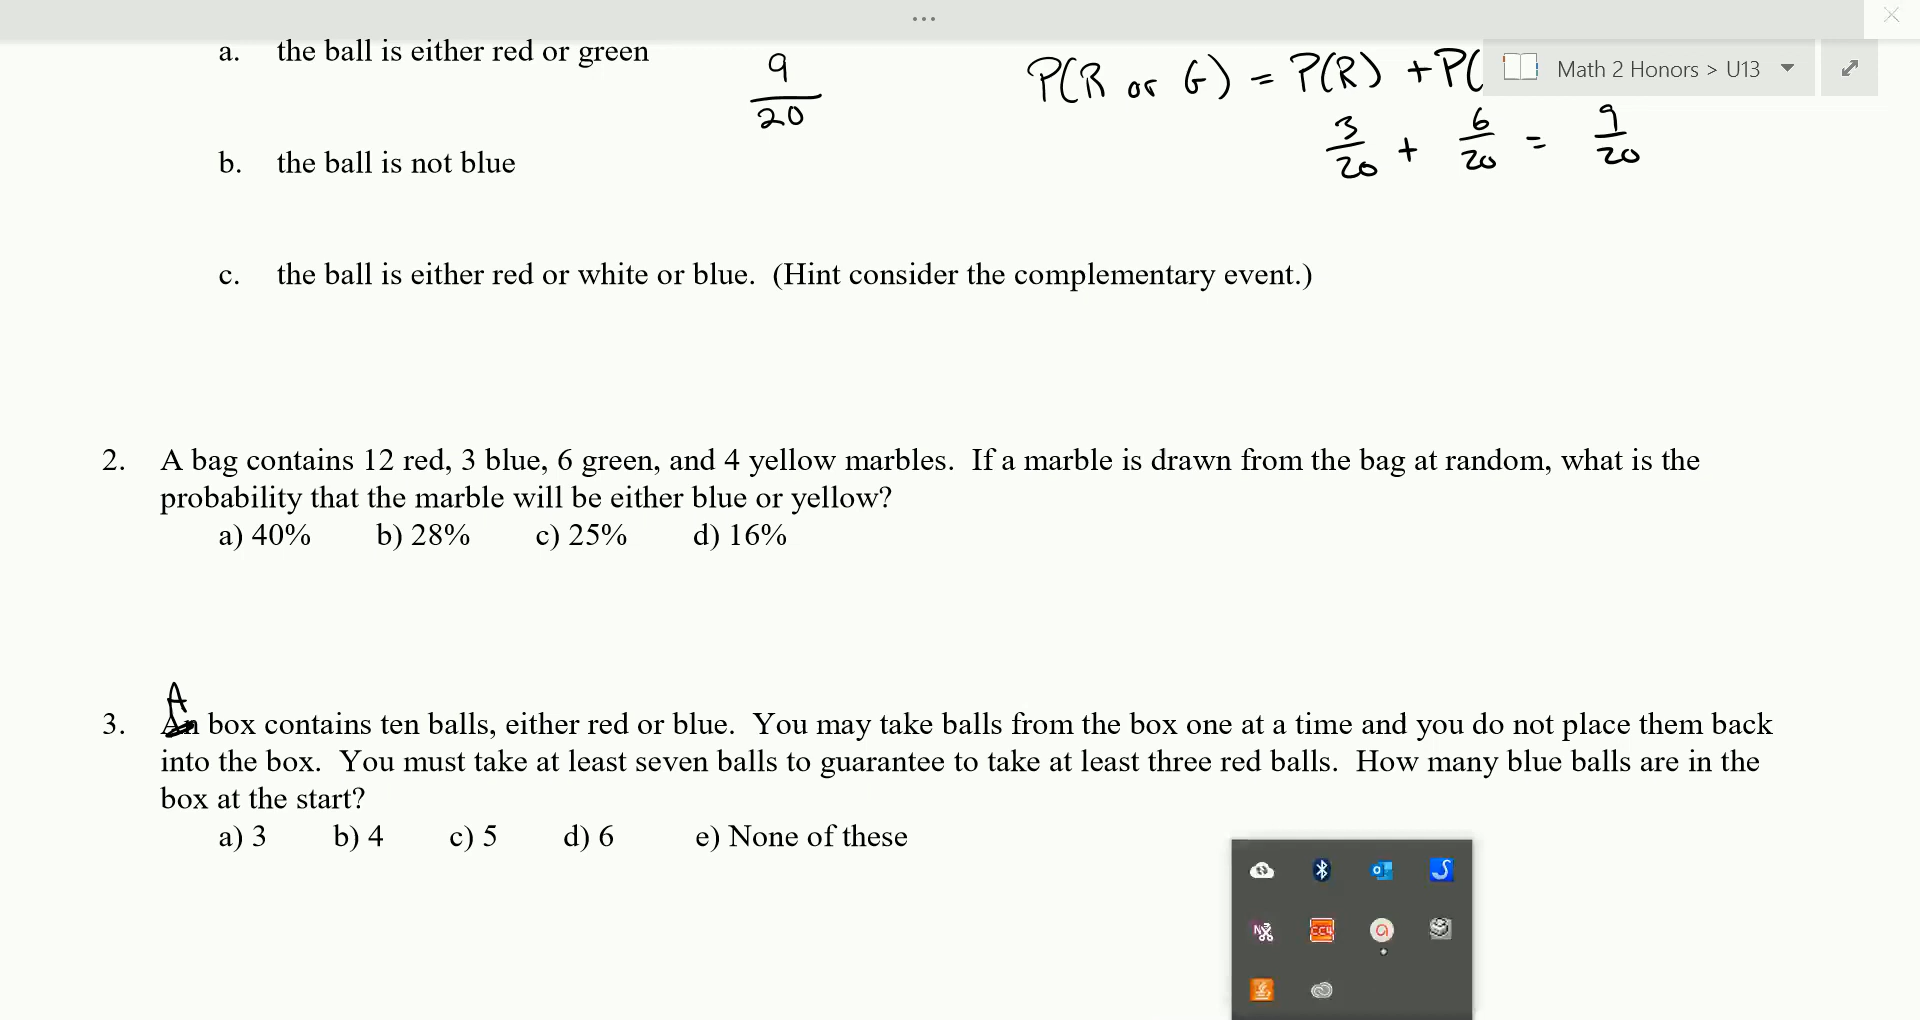 ...
a. the ball is either red or green
9
20
P(R or G) = P(R) + P(
Math 2 Honors > U13
3/20 + 6/20 = 9/20
b. the ball is not blue
c. the ball is either red or white or blue. (Hint consider the complementary event.)
2. A bag contains 12 red, 3 blue, 6 green, and 4 yellow marbles. If a marble is drawn from the bag at random, what is the
probability that the marble will be either blue or yellow?
a) 40% b) 28% c) 25% d) 16%
A
3. An box contains ten balls, either red or blue. You may take balls from the box one at a time and you do not place them back
into the box. You must take at least seven balls to guarantee to take at least three red balls. How many blue balls are in the
box at the start?
a) 3 b) 4 c) 5 d) 6 e) None of these